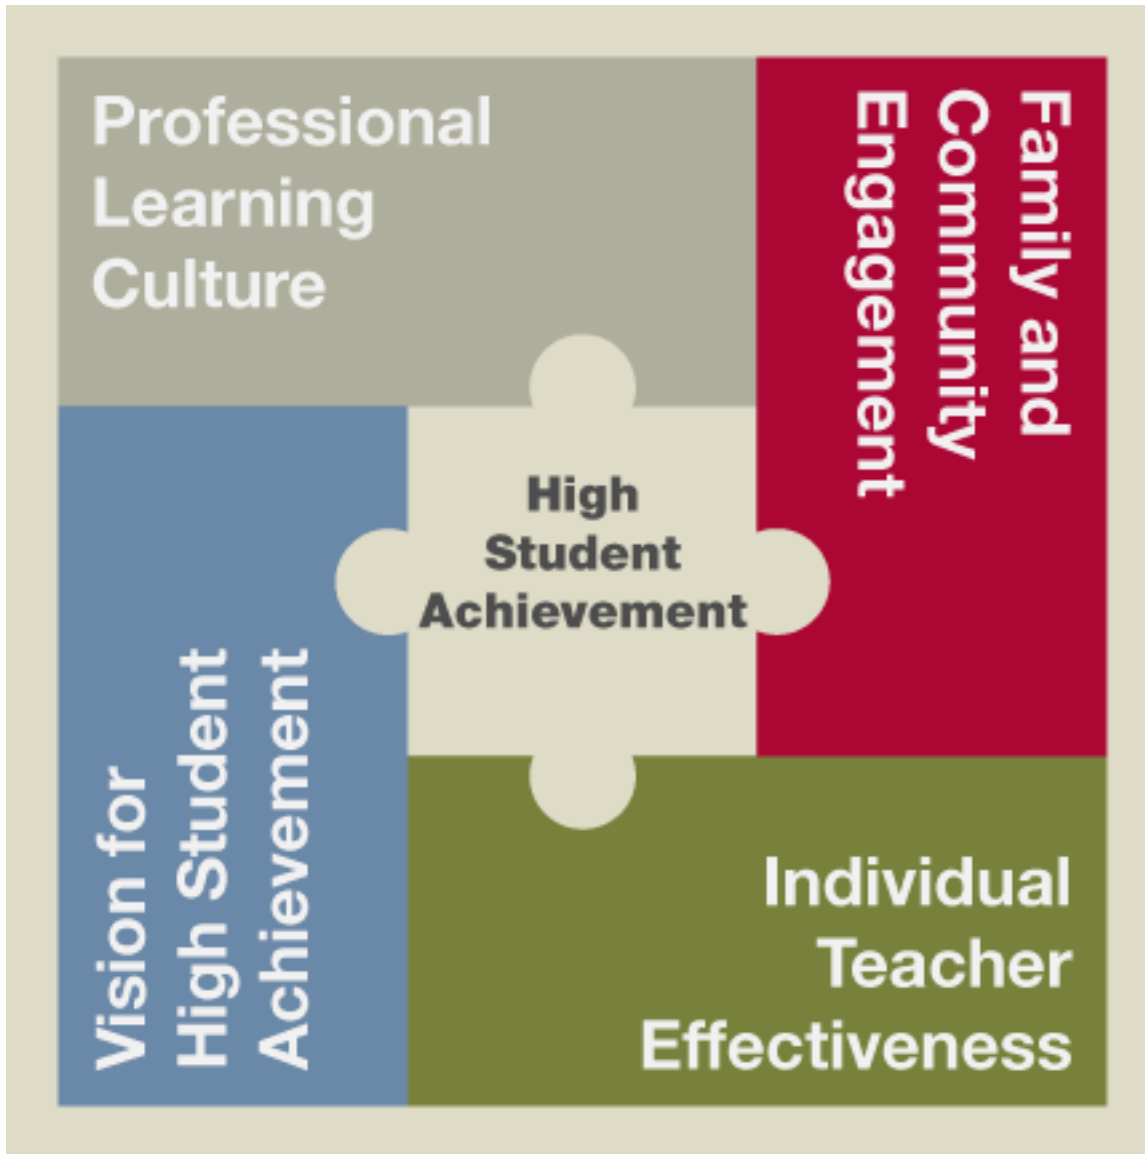 Professional
Learning
Culture
Family and
Community
Engagement
High
Student
Achievement
Vision for
High Student
Achievement
Individual
Teacher
Effectiveness